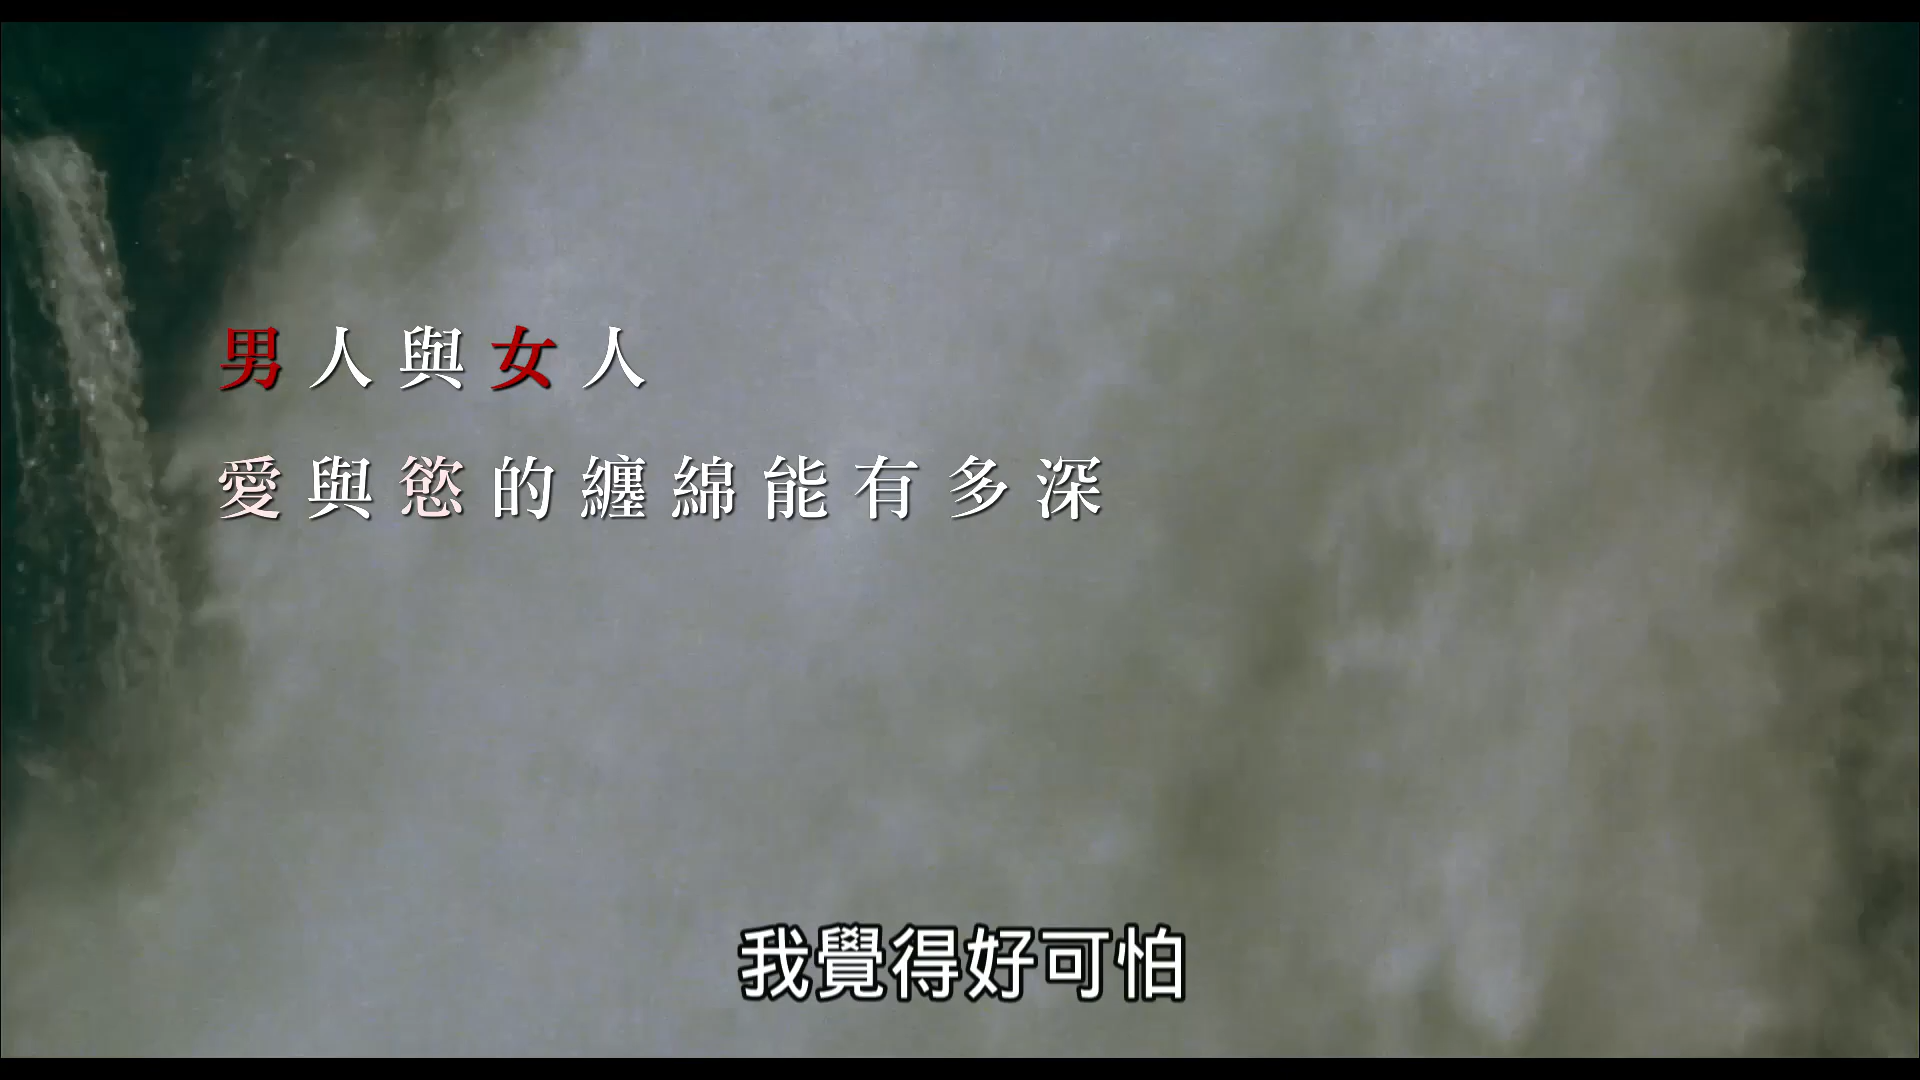 男人與女人
愛與慾的纏綿能有多深
我覺得好可怕